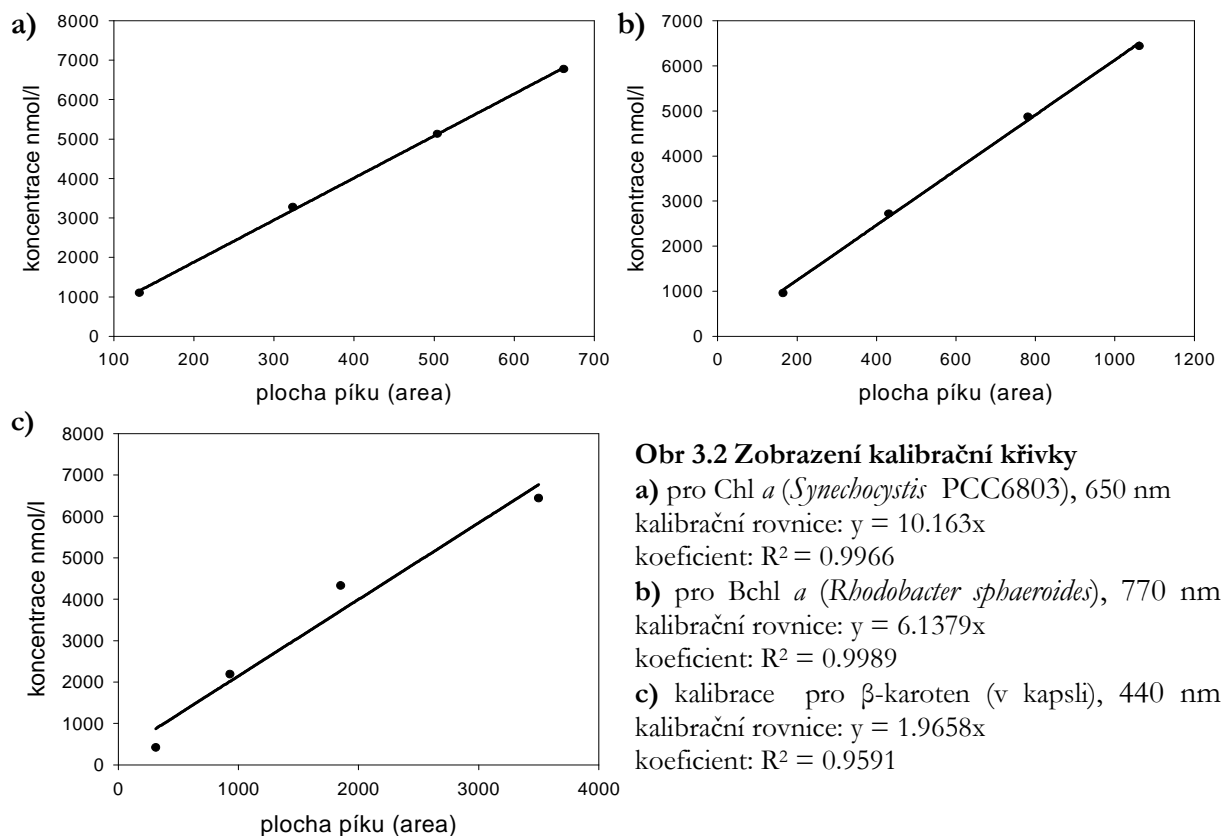 a)
8000
7000
6000
5000
4000
3000
2000
1000
0
koncentrace nmol/l
100 200 300 400 500 600 700
plocha píku (area)
b)
7000
6000
5000
4000
3000
2000
1000
0
koncentrace nmol/l
0 200 400 600 800 1000 1200
plocha píku (area)
c)
8000
7000
6000
5000
4000
3000
2000
1000
0
koncentrace nmol/l
0 1000 2000 3000 4000
plocha píku (area)
Obr 3.2 Zobrazení kalibrační křivky
a) pro Chl a (Synechocystis PCC6803), 650 nm
kalibrační rovnice: y = 10.163x
koeficient: R² = 0.9966
b) pro Bchl a (Rhodobacter sphaeroides), 770 nm
kalibrační rovnice: y = 6.1379x
koeficient: R² = 0.9989
c) kalibrace pro β-karoten (v kapsli), 440 nm
kalibrační rovnice: y = 1.9658x
koeficient: R² = 0.9591